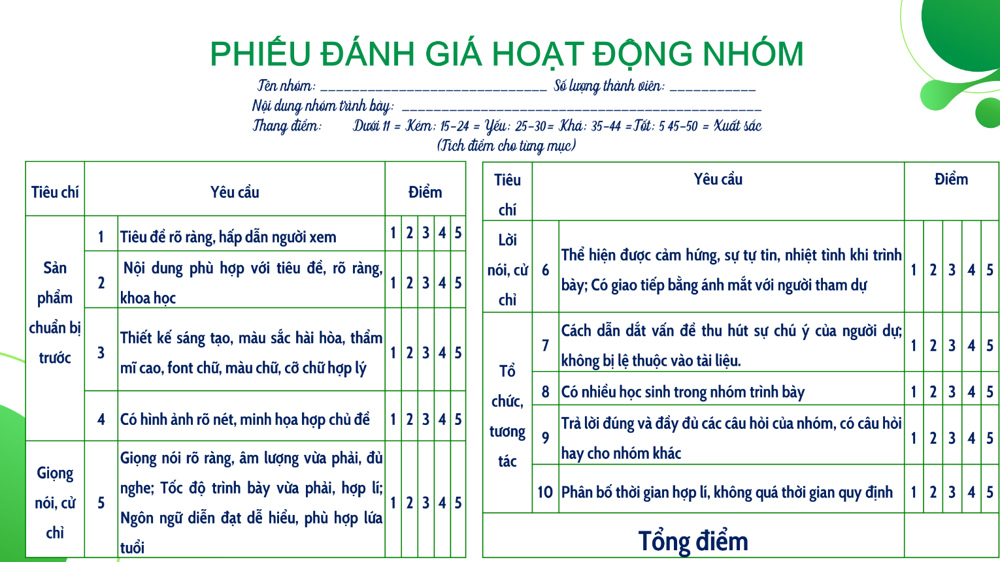 PHIẾU ĐÁNH GIÁ HOẠT ĐỘNG NHÓM
Tên nhóm: ____________________________ Số lượng thành viên: ___________
Nội dung nhóm trình bày: ______________________________________________
Thang điểm: Dưới 11 = Kém; 15-24 = Yếu; 25-30= Khá; 35-44 =Tốt; 5 45-50 = Xuất sắc
(Tích điểm cho từng mục)
Tiêu chí Yêu cầu Điểm
Sản
phẩm
chuẩn bị
trước
1 Tiêu đề rõ ràng, hấp dẫn người xem 1 2 3 4 5
2 Nội dung phù hợp với tiêu đề, rõ ràng,
khoa học
1 2 3 4 5
3 Thiết kế sáng tạo, màu sắc hài hòa, thẩm
mĩ cao, font chữ, màu chữ, cỡ chữ hợp lý
1 2 3 4 5
4 Có hình ảnh rõ nét, minh họa hợp chủ đề 1 2 3 4 5
Giọng
nói, cử
chỉ
5 Giọng nói rõ ràng, âm lượng vừa phải, đủ
nghe; Tốc độ trình bày vừa phải, hợp lí;
Ngôn ngữ diễn đạt dễ hiểu, phù hợp lứa
tuổi
1 2 3 4 5
Tiêu
chí
Yêu cầu Điểm
Lời
nói, cử
chỉ
6 Thể hiện được cảm hứng, sự tự tin, nhiệt tình khi trình
bày; Có giao tiếp bằng ánh mắt với người tham dự
1 2 3 4 5
Tổ
chức,
tương
tác
7 Cách dẫn dắt vấn đề thu hút sự chú ý của người dự;
không bị lệ thuộc vào tài liệu.
1 2 3 4 5
8 Có nhiều học sinh trong nhóm trình bày 1 2 3 4 5
9 Trả lời đúng và đầy đủ các câu hỏi của nhóm, có câu hỏi
hay cho nhóm khác
1 2 3 4 5
10 Phân bố thời gian hợp lí, không quá thời gian quy định 1 2 3 4 5
Tổng điểm